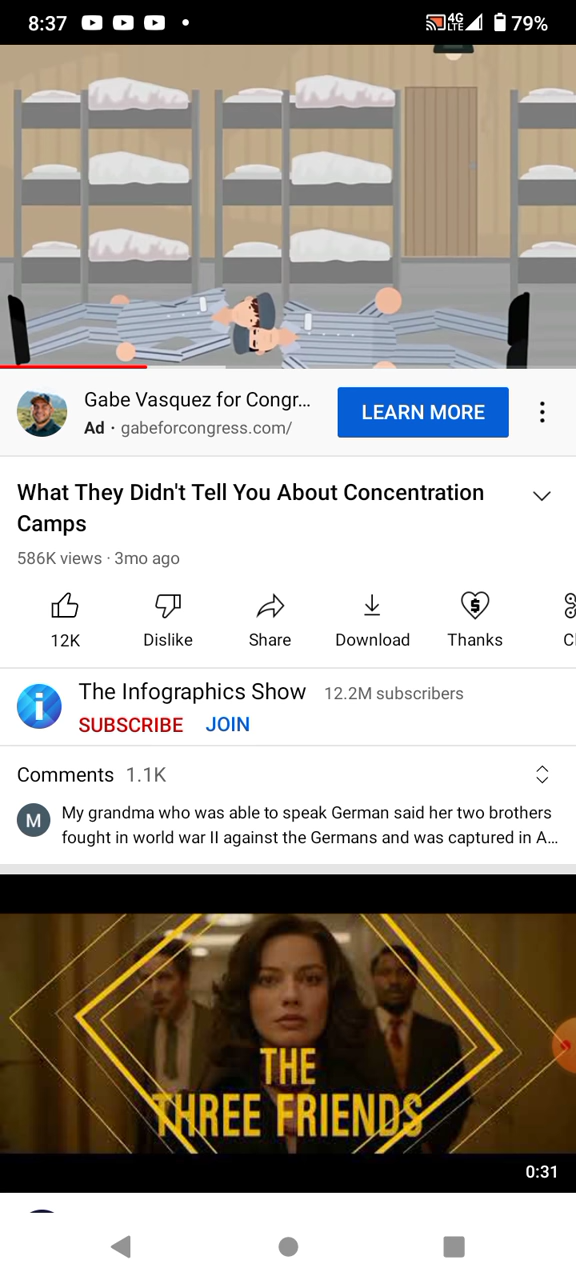 8:37
4G
LTE
79%
Gabe Vasquez for Congr...
LEARN MORE
Ad · gabeforcongress.com/
What They Didn't Tell You About Concentration
Camps
586K views · 3mo ago
12K
Dislike
Share
Download
Thanks
Cl
The Infographics Show 12.2M subscribers
SUBSCRIBE JOIN
Comments 1.1K
M
My grandma who was able to speak German said her two brothers
fought in world war II against the Germans and was captured in A...
THE
THREE FRIENDS
0:31